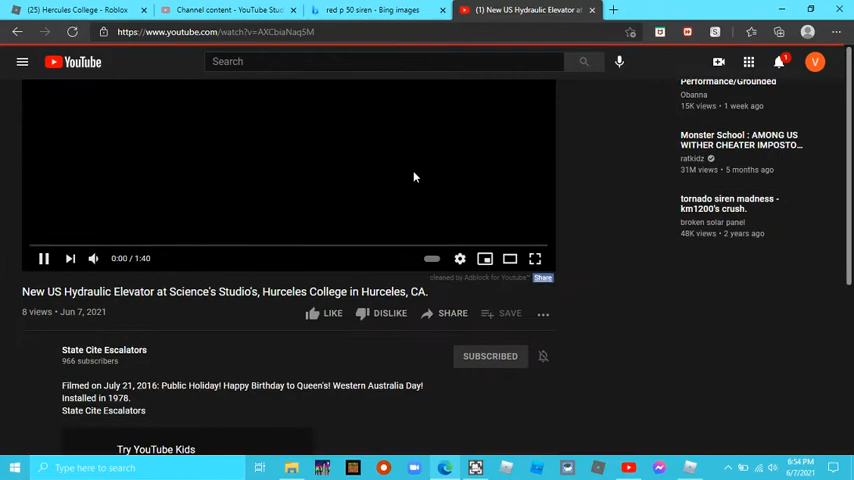 (25) Hercules College - Roblox
Channel content - YouTube Stud
red p 50 siren - Bing images
(1) New US Hydraulic Elevator at
https://www.youtube.com/watch?v=AXCbiaNaq5M
YouTube
Search
1
V
Performance/Grounded
Obanna
15K views · 1 week ago
Monster School : AMONG US
WITHER CHEATER IMPOSTO...
ratkidz
31M views · 5 months ago
tornado siren madness -
km1200's crush.
broken solar panel
48K views · 2 years ago
0:00 / 1:40
cleaned by Adblock for Youtube™ Share
New US Hydraulic Elevator at Science's Studio's, Hurceles College in Hurceles, CA.
8 views · Jun 7, 2021
LIKE DISLIKE SHARE SAVE
State Cite Escalators
966 subscribers
SUBSCRIBED
Filmed on July 21, 2016: Public Holiday! Happy Birthday to Queen's! Western Australia Day!
Installed in 1978.
State Cite Escalators
Try YouTube Kids
Type here to search
6:54 PM
6/7/2021